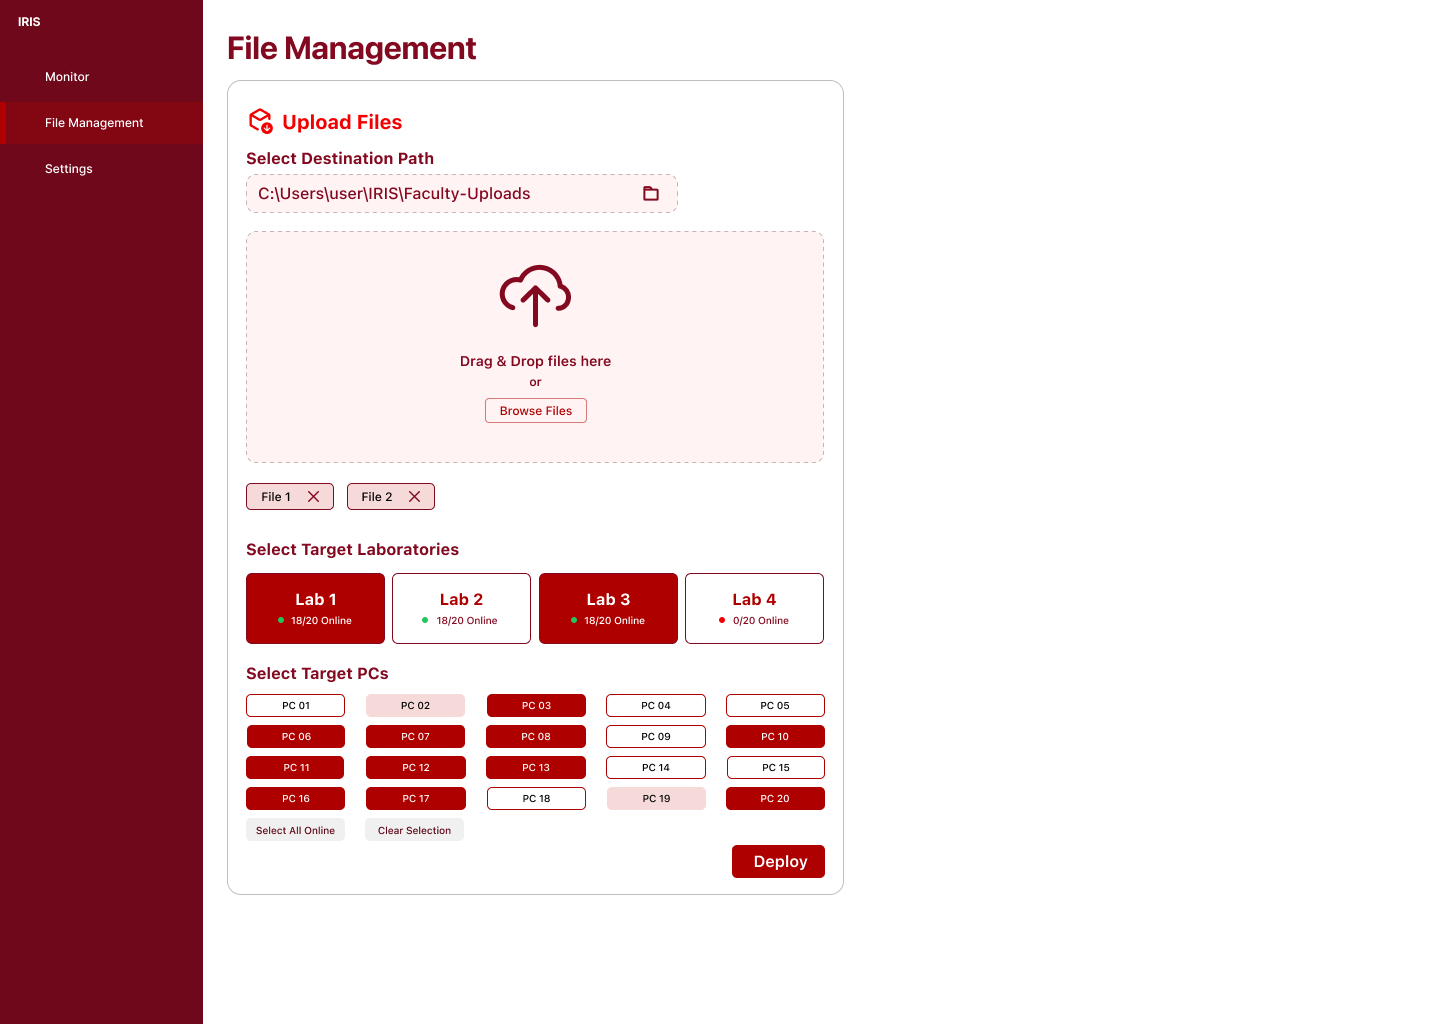 IRIS
Monitor
File Management
Settings
File Management
Upload Files
Select Destination Path
C:\Users\user\IRIS\Faculty-Uploads
Drag & Drop files here
or
Browse Files
File 1
File 2
Select Target Laboratories
Lab 1
18/20 Online
Lab 2
18/20 Online
Lab 3
18/20 Online
Lab 4
0/20 Online
Select Target PCs
PC 01 PC 02 PC 03 PC 04 PC 05
PC 06 PC 07 PC 08 PC 09 PC 10
PC 11 PC 12 PC 13 PC 14 PC 15
PC 16 PC 17 PC 18 PC 19 PC 20
Select All Online Clear Selection
Deploy